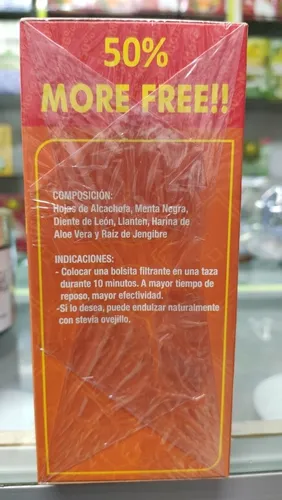 50%
MORE FREE!!
COMPOSICIÓN:
Hojas de Alcachofa, Menta Negra,
Diente de León, Llanten, Harina de
Aloe Vera y Raíz de Jengibre
INDICACIONES:
- Colocar una bolsita filtrante en una taza
durante 10 minutos. A mayor tiempo de
reposo, mayor efectividad.
-Si lo desea, puede endulzar naturalmente
con stevia ovejillo.